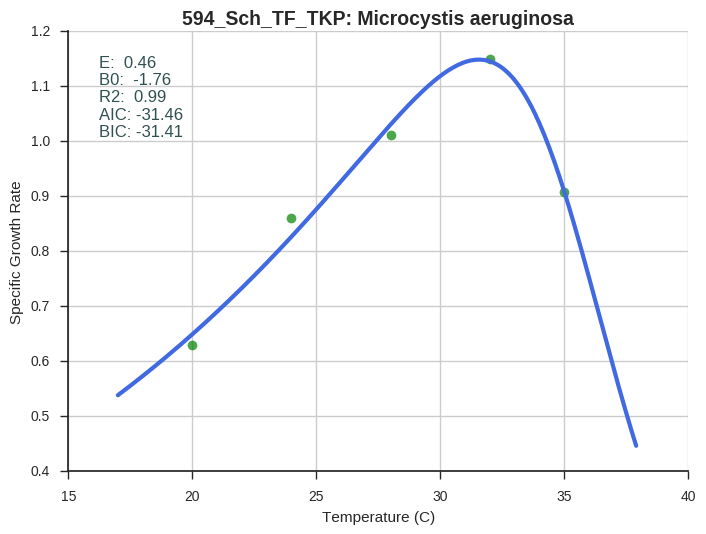 594_Sch_TF_TKP: Microcystis aeruginosa
E: 0.46
B0: -1.76
R2: 0.99
AIC: -31.46
BIC: -31.41
1.2
1.1
1.0
0.9
0.8
0.7
0.6
0.5
0.4
Specific Growth Rate
15 20 25 30 35 40
Temperature (C)